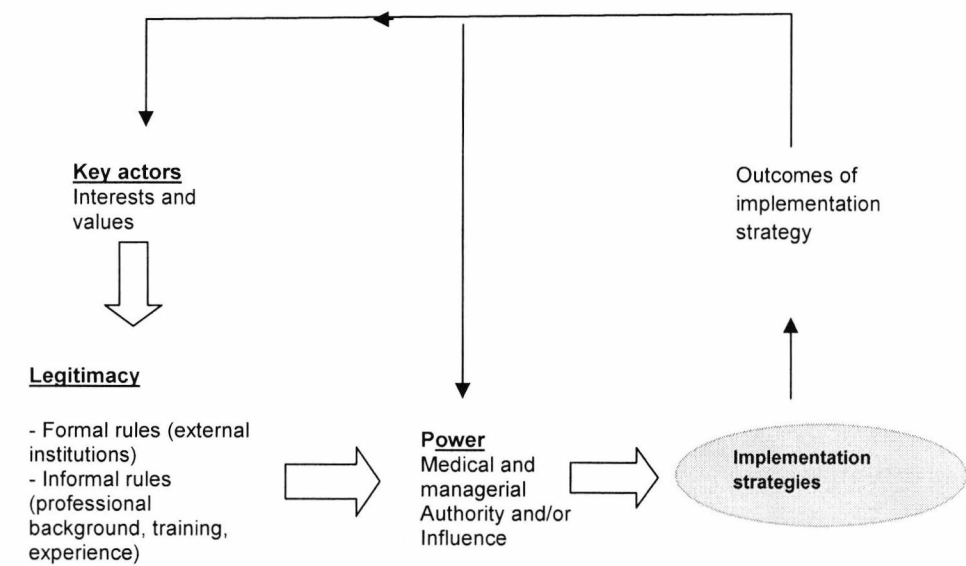 Key actors
Interests and
values
Outcomes of
implementation
strategy
Legitimacy
- Formal rules (external
institutions)
- Informal rules
(professional
background, training,
experience)
Power
Medical and
managerial
Authority and/or
Influence
Implementation
strategies